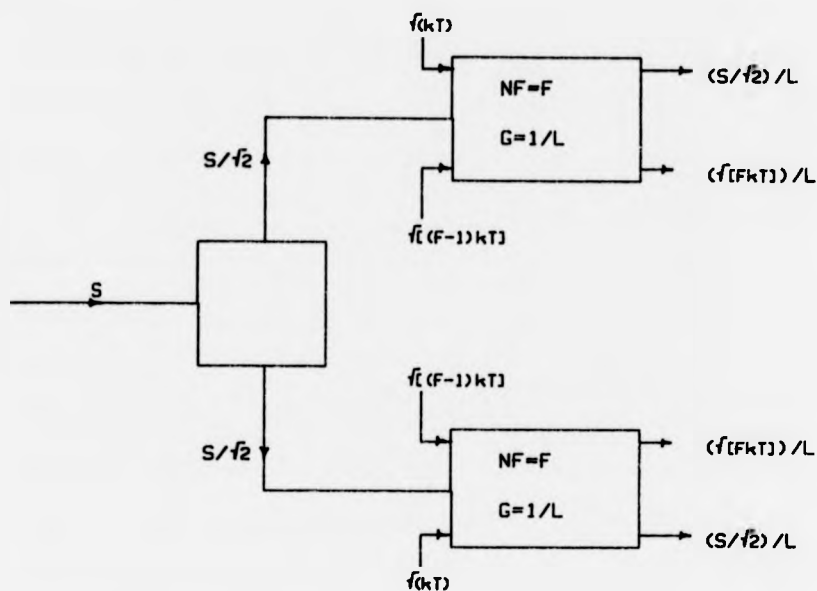 √(kT)
NF=F
(S/√2)/L
G=1/L
S/√2
(√[FkT])/L
√[(F-1)kT]
S
√[(F-1)kT]
S/√2
NF=F
(√[FkT])/L
G=1/L
(S/√2)/L
√(kT)